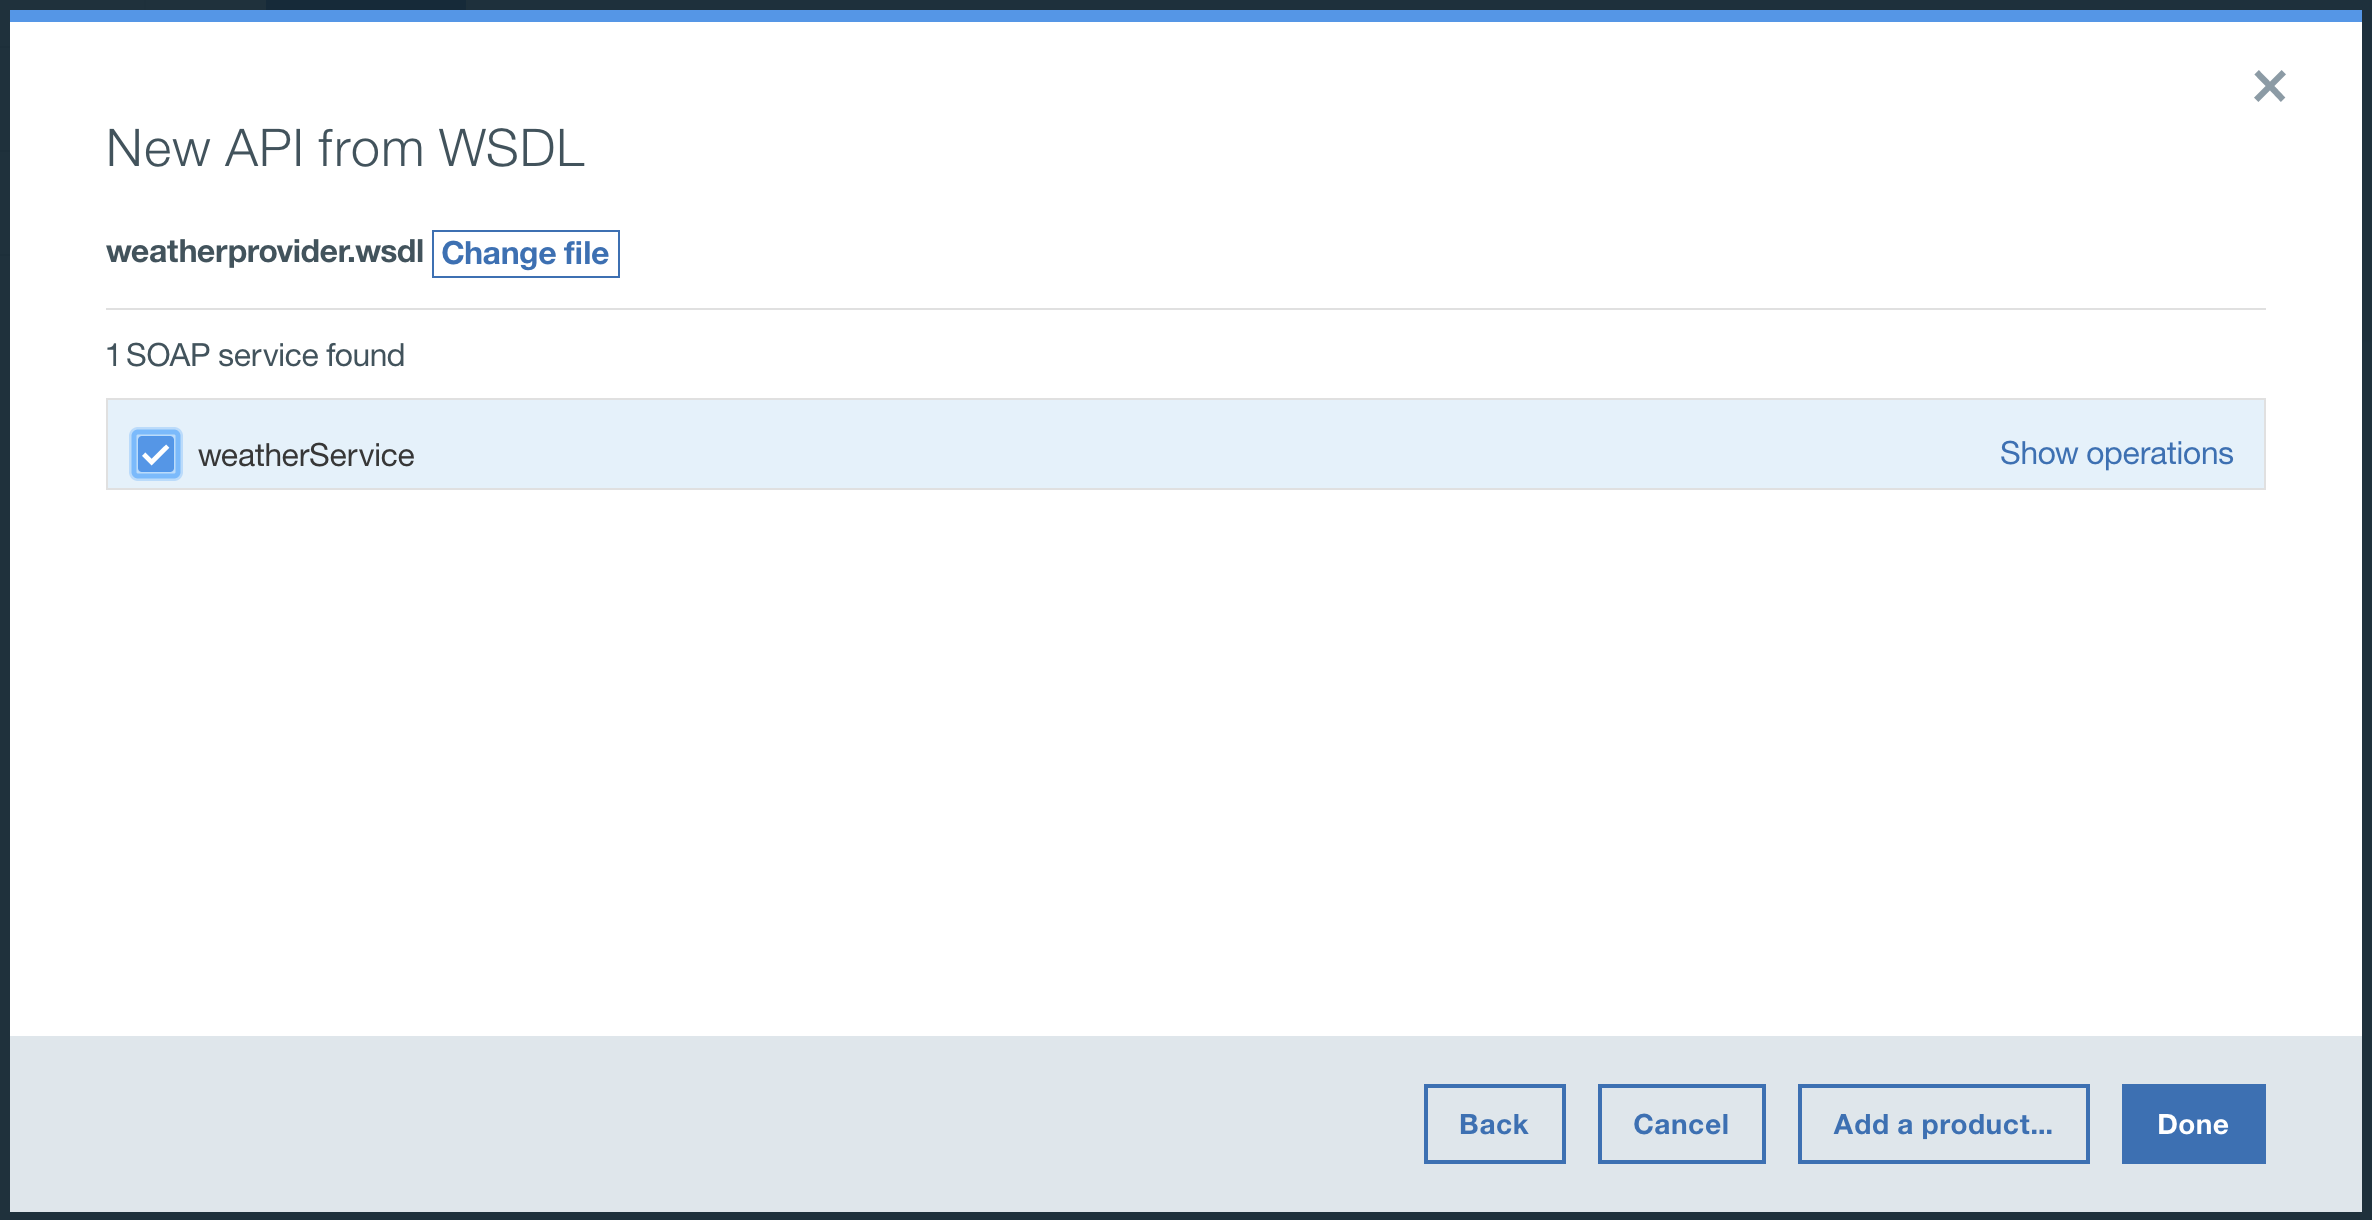 New API from WSDL
weatherprovider.wsdl Change file
1 SOAP service found
weatherService Show operations
Back Cancel Add a product... Done